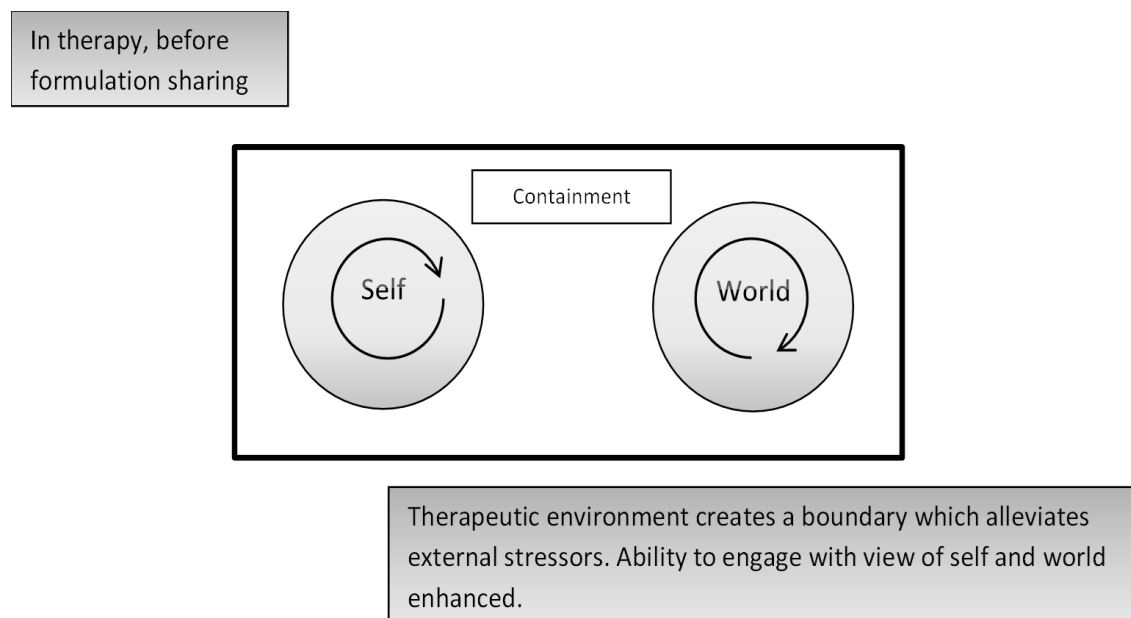 In therapy, before
formulation sharing
Containment
Self
World
Therapeutic environment creates a boundary which alleviates
external stressors. Ability to engage with view of self and world
enhanced.